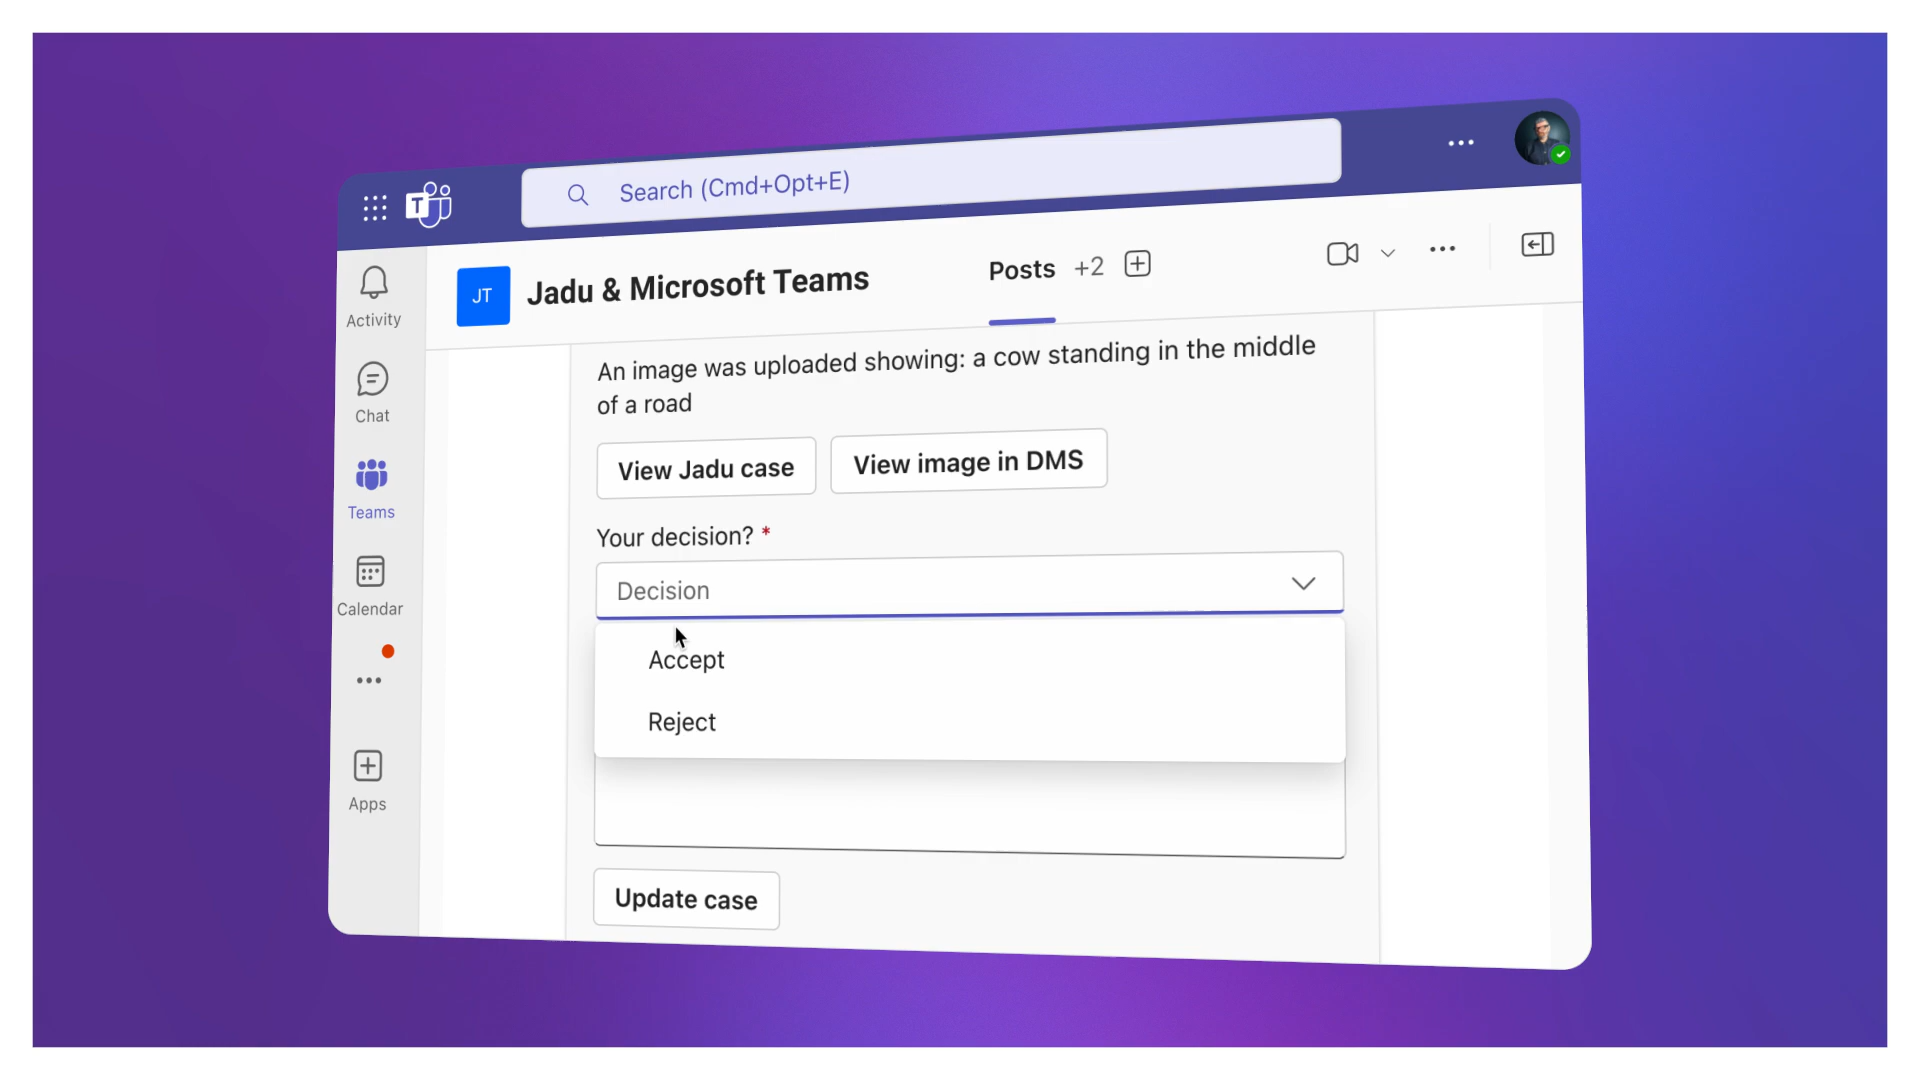 T
Search (Cmd+Opt+E)
JT
Jadu & Microsoft Teams
Posts +2
Activity
Chat
Teams
Calendar
Apps
An image was uploaded showing: a cow standing in the middle
of a road
View Jadu case
View image in DMS
Your decision? *
Decision
Accept
Reject
Update case